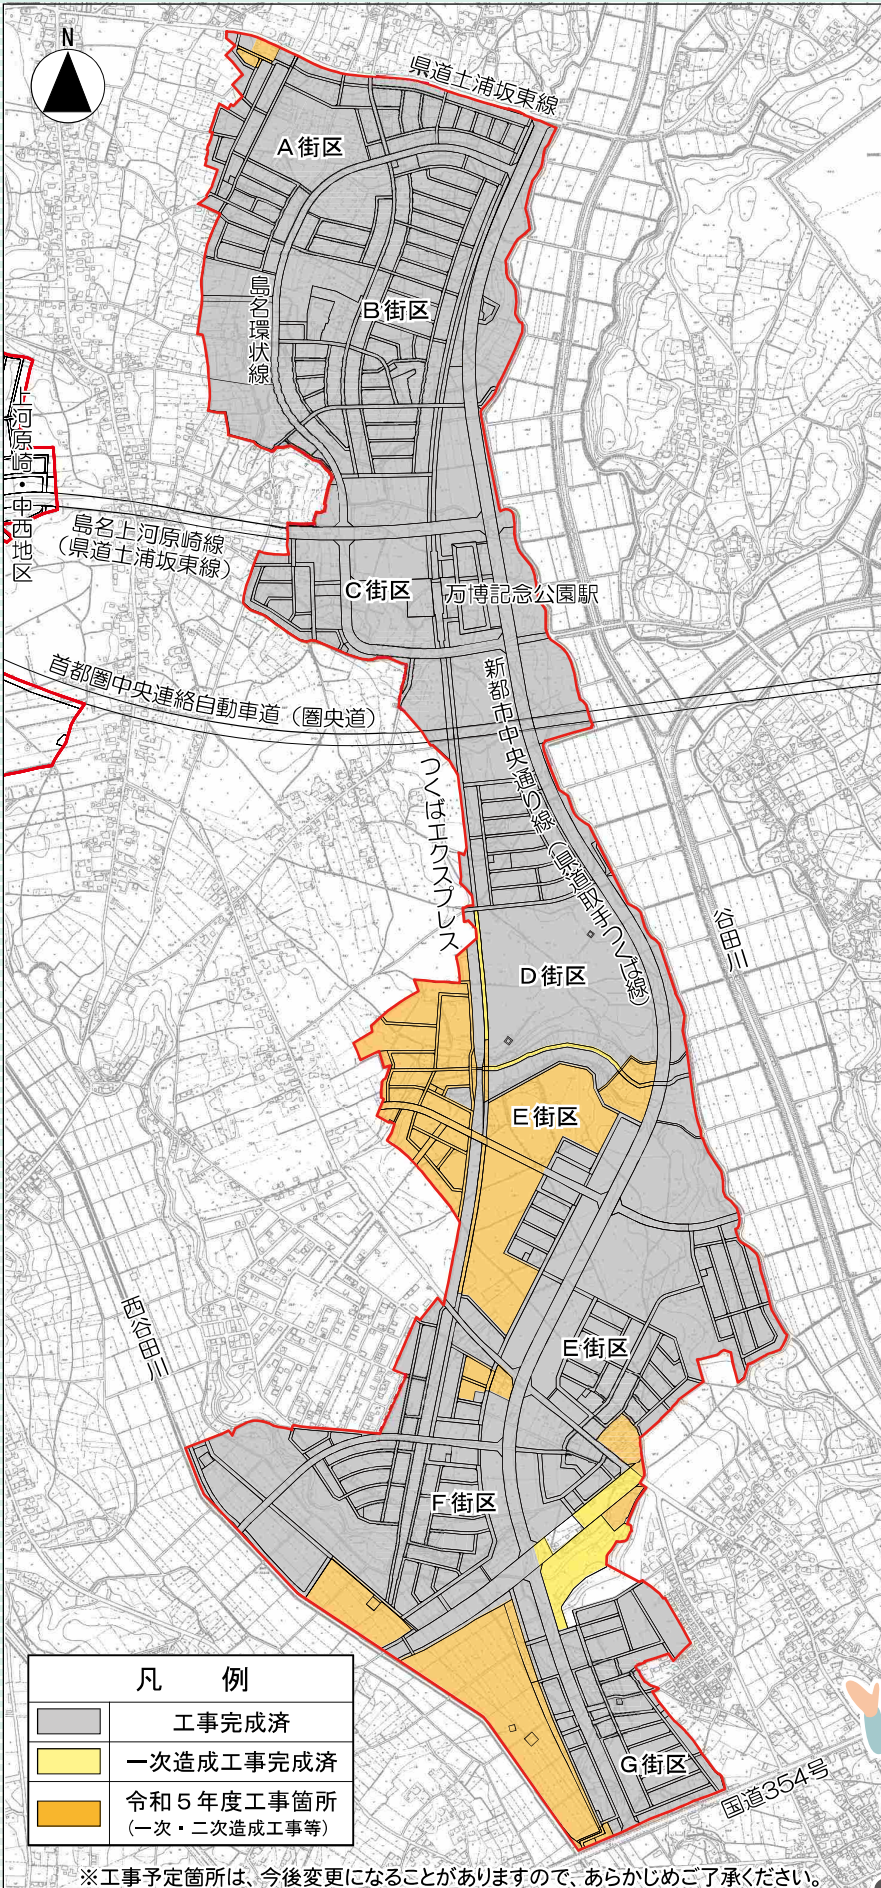 N
県道土浦坂東線
A街区
島名環状線
B街区
上河原崎・中西地区
島名上河原崎線
（県道土浦坂東線）
C街区
万博記念公園駅
首都圏中央連絡自動車道（圏央道）
新都市中央通り線（県道取手つくば線）
つくばエクスプレス
谷田川
D街区
E街区
西谷田川
E街区
F街区
G街区
国道354号
凡　例
工事完成済
一次造成工事完成済
令和５年度工事箇所
(一次・二次造成工事等)
※工事予定箇所は、今後変更になることがありますので、あらかじめご了承ください。